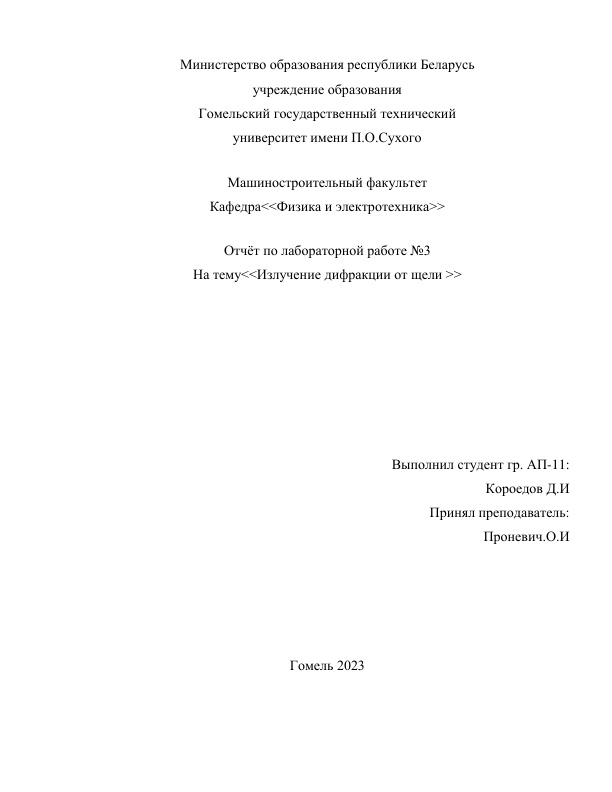 Министерство образования республики Беларусь
учреждение образования
Гомельский государственный технический
университет имени П.О.Сухого
Машиностроительный факультет
Кафедра<<Физика и электротехника>>
Отчёт по лабораторной работе №3
На тему<<Излучение дифракции от щели >>
Выполнил студент гр. АП-11:
Короедов Д.И
Принял преподаватель:
Проневич.О.И
Гомель 2023